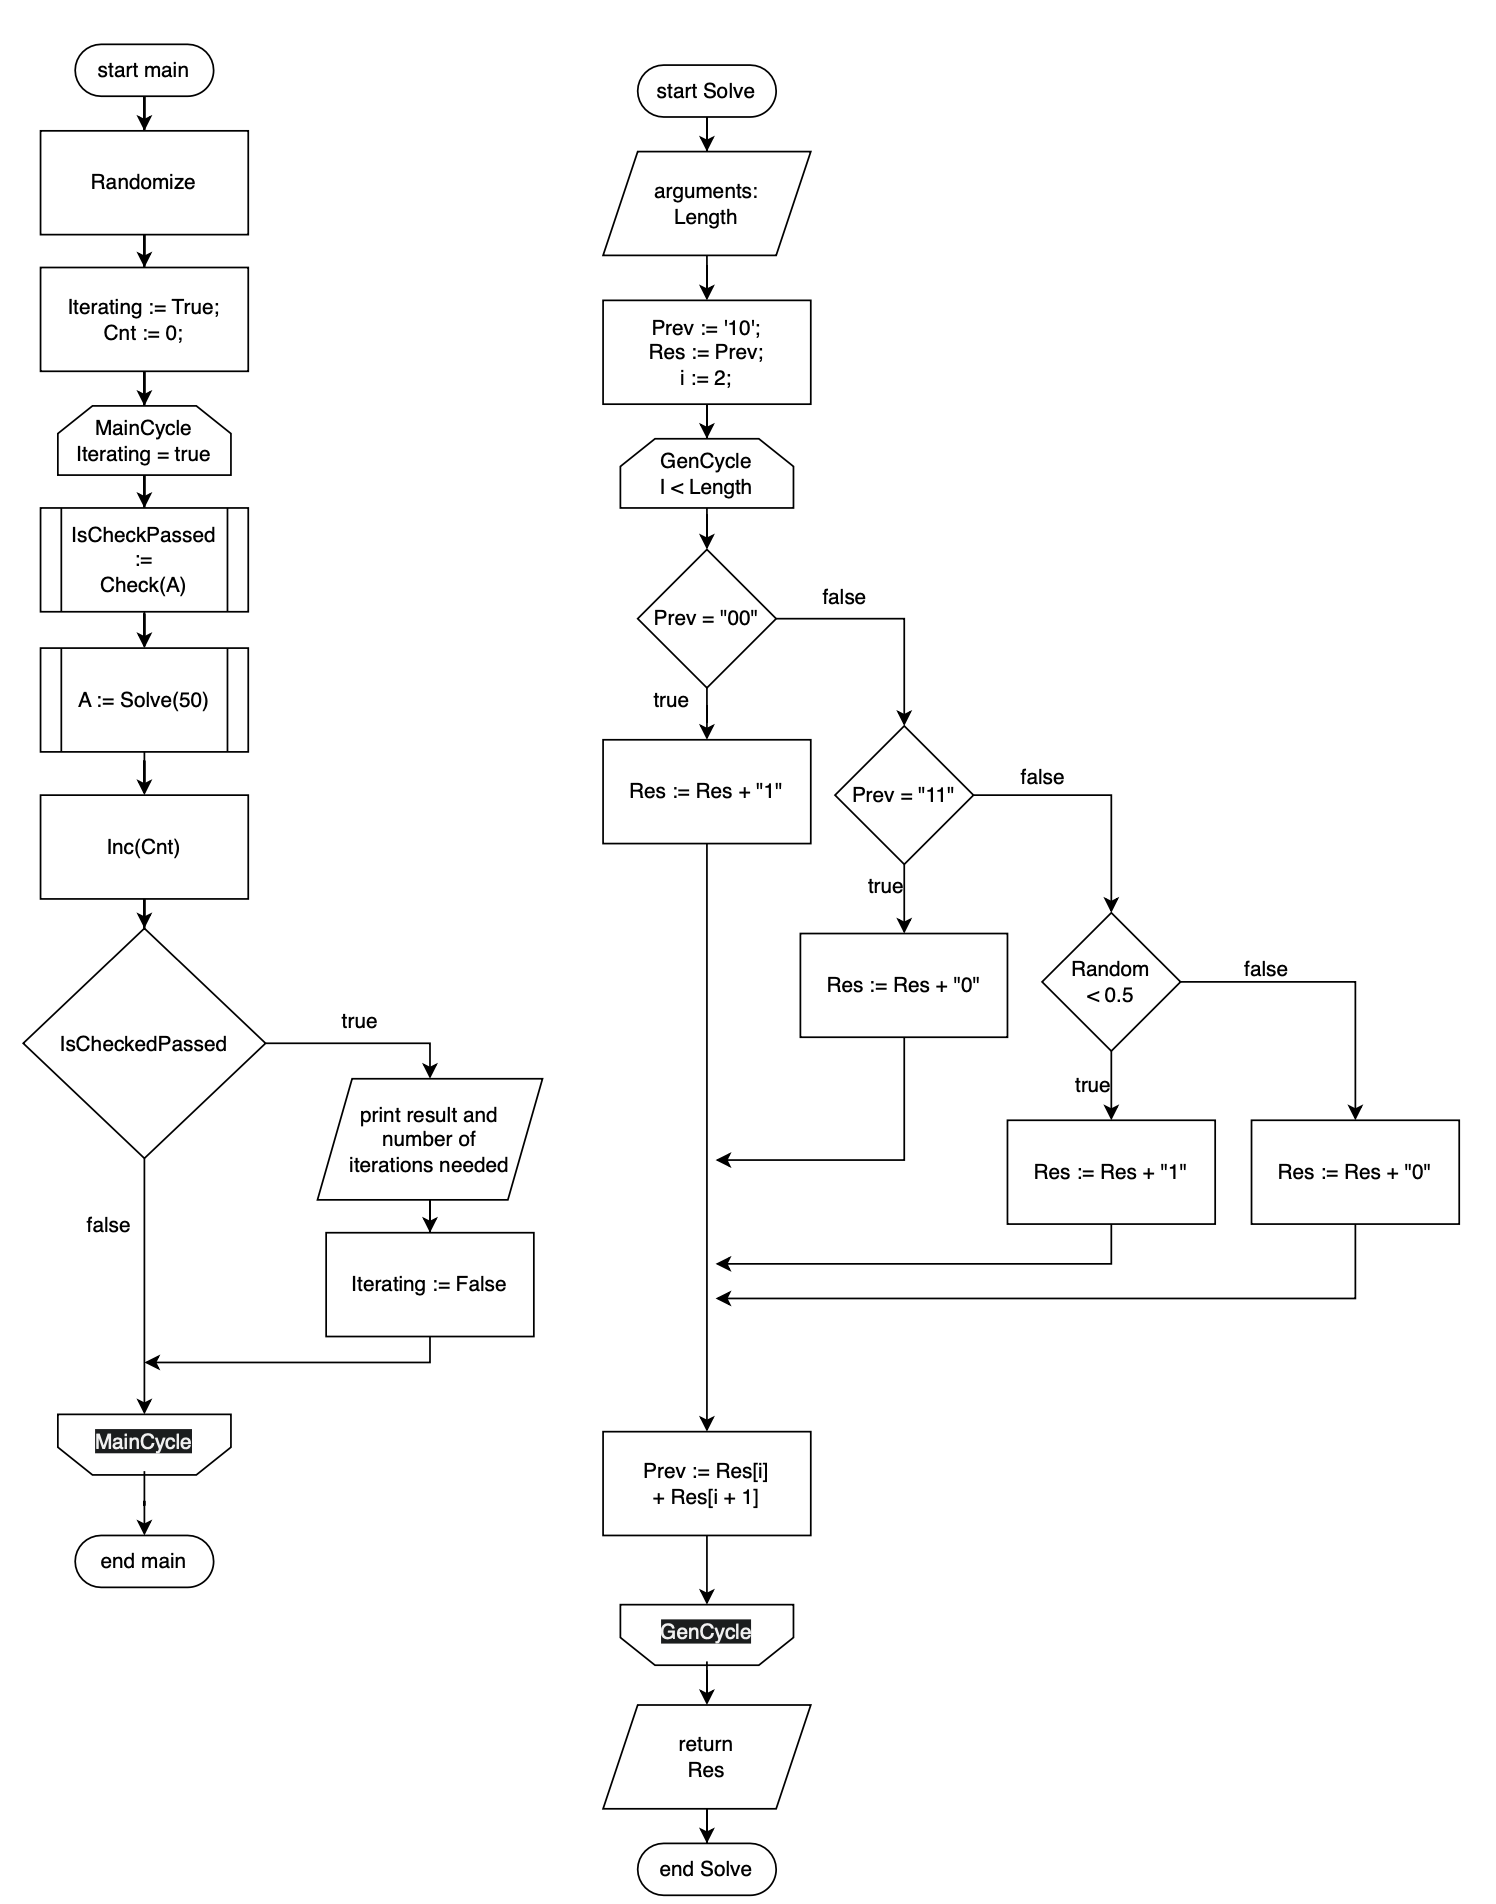 start main
Randomize
Iterating := True;
Cnt := 0;
MainCycle
Iterating = true
IsCheckPassed
:=
Check(A)
A := Solve(50)
Inc(Cnt)
IsCheckedPassed
true
print result and
number of
iterations needed
false
Iterating := False
MainCycle
end main
start Solve
arguments:
Length
Prev := '10';
Res := Prev;
i := 2;
GenCycle
I < Length
Prev = "00"
false
true
Res := Res + "1"
Prev = "11"
false
true
Res := Res + "0"
Random
< 0.5
false
true
Res := Res + "1"
Res := Res + "0"
Prev := Res[i]
+ Res[i + 1]
GenCycle
return
Res
end Solve